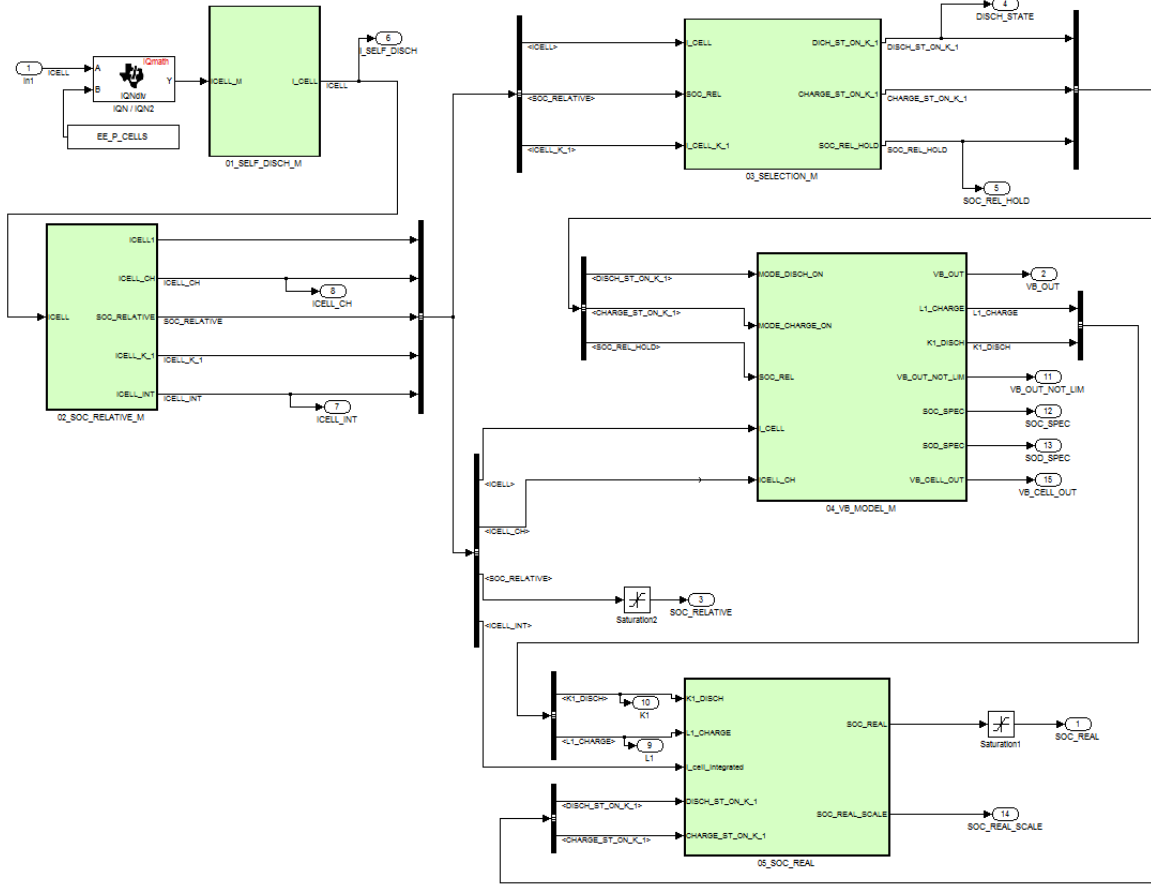 1
In1
ICELL
A
B
IQmath
IQNdiv
Y
IQN / IQN2
EE_P_CELLS
ICELL_M
I_CELL
01_SELF_DISCH_M
ICELL
6
I_SELF_DISCH
ICELL
ICELL1
ICELL_CH
SOC_RELATIVE
ICELL_K_1
ICELL_INT
02_SOC_RELATIVE_M
ICELL_CH
8
ICELL_CH
SOC_RELATIVE
ICELL_K_1
ICELL_INT
7
ICELL_INT
<ICELL>
<SOC_RELATIVE>
<ICELL_K_1>
I_CELL
SOC_REL
I_CELL_K_1
DICH_ST_ON_K_1
CHARGE_ST_ON_K_1
SOC_REL_HOLD
03_SELECTION_M
4
DISCH_STATE
DISCH_ST_ON_K_1
CHARGE_ST_ON_K_1
SOC_REL_HOLD
5
SOC_REL_HOLD
<DISCH_ST_ON_K_1>
<CHARGE_ST_ON_K_1>
<SOC_REL_HOLD>
MODE_DISCH_ON
MODE_CHARGE_ON
SOC_REL
I_CELL
ICELL_CH
VB_OUT
L1_CHARGE
K1_DISCH
VB_OUT_NOT_LIM
SOC_SPEC
SOD_SPEC
VB_CELL_OUT
04_VB_MODEL_M
2
VB_OUT
L1_CHARGE
K1_DISCH
11
VB_OUT_NOT_LIM
12
SOC_SPEC
13
SOD_SPEC
15
VB_CELL_OUT
<ICELL>
<ICELL_CH>
<SOC_RELATIVE>
<ICELL_INT>
Saturation2
3
SOC_RELATIVE
<K1_DISCH>
10
K1
<L1_CHARGE>
9
L1
<DISCH_ST_ON_K_1>
<CHARGE_ST_ON_K_1>
K1_DISCH
L1_CHARGE
I_cell_integrated
DISCH_ST_ON_K_1
CHARGE_ST_ON_K_1
SOC_REAL
SOC_REAL_SCALE
05_SOC_REAL
Saturation1
1
SOC_REAL
14
SOC_REAL_SCALE